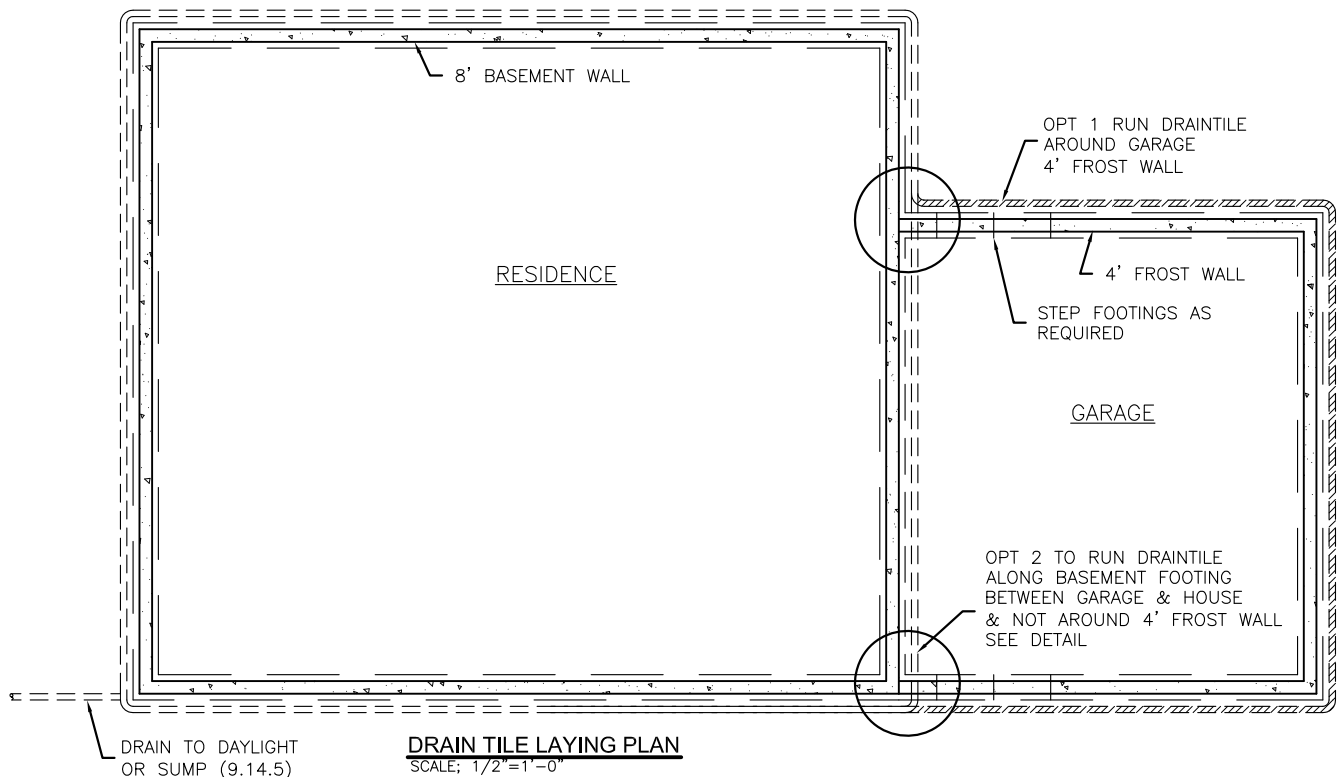 8' BASEMENT WALL
OPT 1 RUN DRAINTILE
AROUND GARAGE
4' FROST WALL
RESIDENCE
4' FROST WALL
STEP FOOTINGS AS
REQUIRED
GARAGE
OPT 2 TO RUN DRAINTILE
ALONG BASEMENT FOOTING
BETWEEN GARAGE & HOUSE
& NOT AROUND 4' FROST WALL
SEE DETAIL
DRAIN TO DAYLIGHT
OR SUMP (9.14.5)
DRAIN TILE LAYING PLAN
SCALE; 1/2"=1'-0"